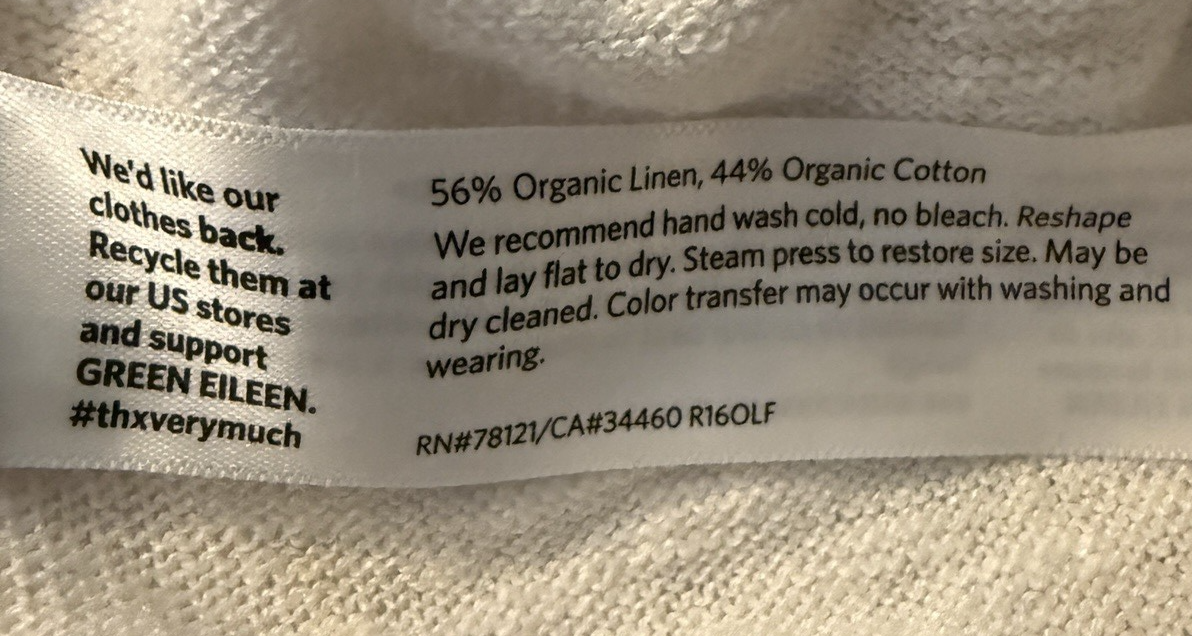 We'd like our
clothes back.
Recycle them at
our US stores
and support
GREEN EILEEN.
#thxverymuch
56% Organic Linen, 44% Organic Cotton
We recommend hand wash cold, no bleach. Reshape
and lay flat to dry. Steam press to restore size. May be
dry cleaned. Color transfer may occur with washing and
wearing.
RN#78121/CA#34460 R16OLF